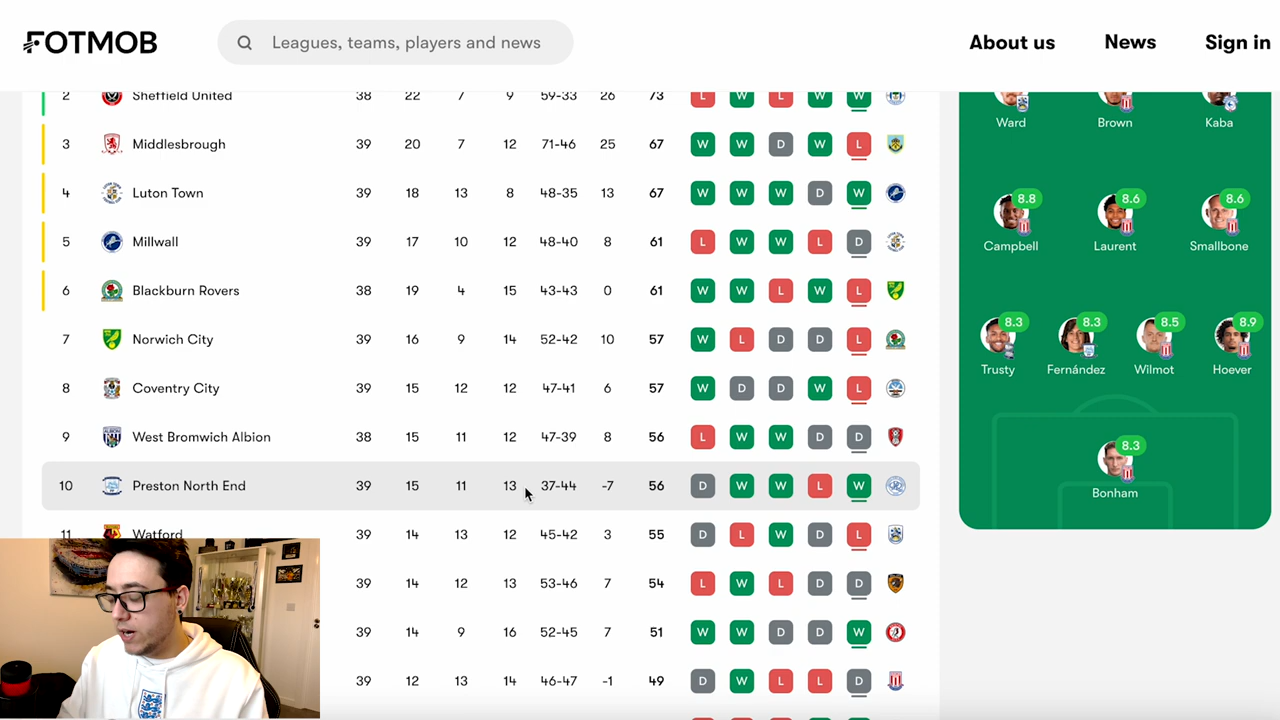 FOTMOB Leagues, teams, players and news About us News Sign in
2 Sheffield United 38 22 7 9 59-33 26 73 L W L W W
3 Middlesbrough 39 20 7 12 71-46 25 67 W W D W L
4 Luton Town 39 18 13 8 48-35 13 67 W W W D W
5 Millwall 39 17 10 12 48-40 8 61 L W W L D
6 Blackburn Rovers 38 19 4 15 43-43 0 61 W W L W L
7 Norwich City 39 16 9 14 52-42 10 57 W L D D L
8 Coventry City 39 15 12 12 47-41 6 57 W D D W L
9 West Bromwich Albion 38 15 11 12 47-39 8 56 L W W D D
10 Preston North End 39 15 11 13 37-44 -7 56 D W W L W
11 Watford 39 14 13 12 45-42 3 55 D L W D L
39 14 12 13 53-46 7 54 L W L D D
39 14 9 16 52-45 7 51 W W D D W
39 12 13 14 46-47 -1 49 D W L L D
Ward Brown Kaba
8.8 8.6 8.6
Campbell Laurent Smallbone
8.3 8.3 8.5 8.9
Trusty Fernández Wilmot Hoever
8.3
Bonham